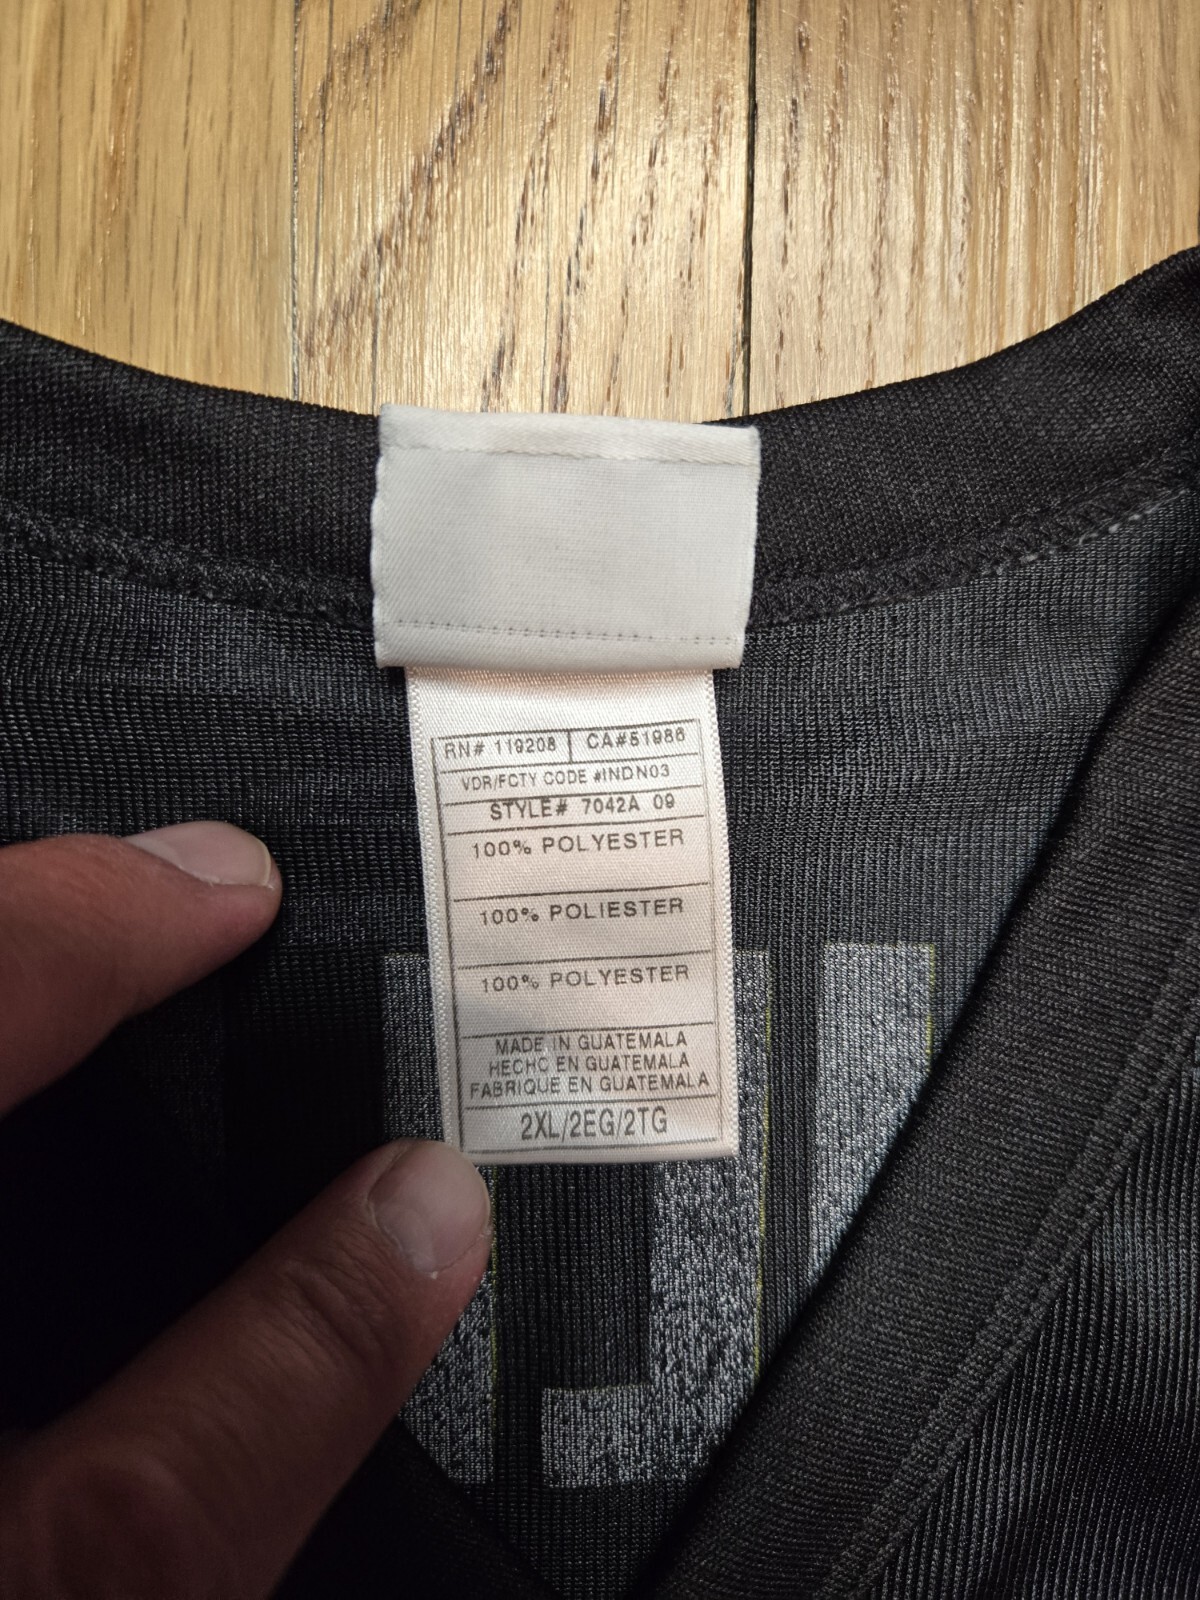 RN# 119208 CA#51986
VDR/FCTY CODE #INDN03
STYLE# 7042A 09
100% POLYESTER
100% POLIESTER
100% POLYESTER
MADE IN GUATEMALA
HECHO EN GUATEMALA
FABRIQUE EN GUATEMALA
2XL/2EG/2TG